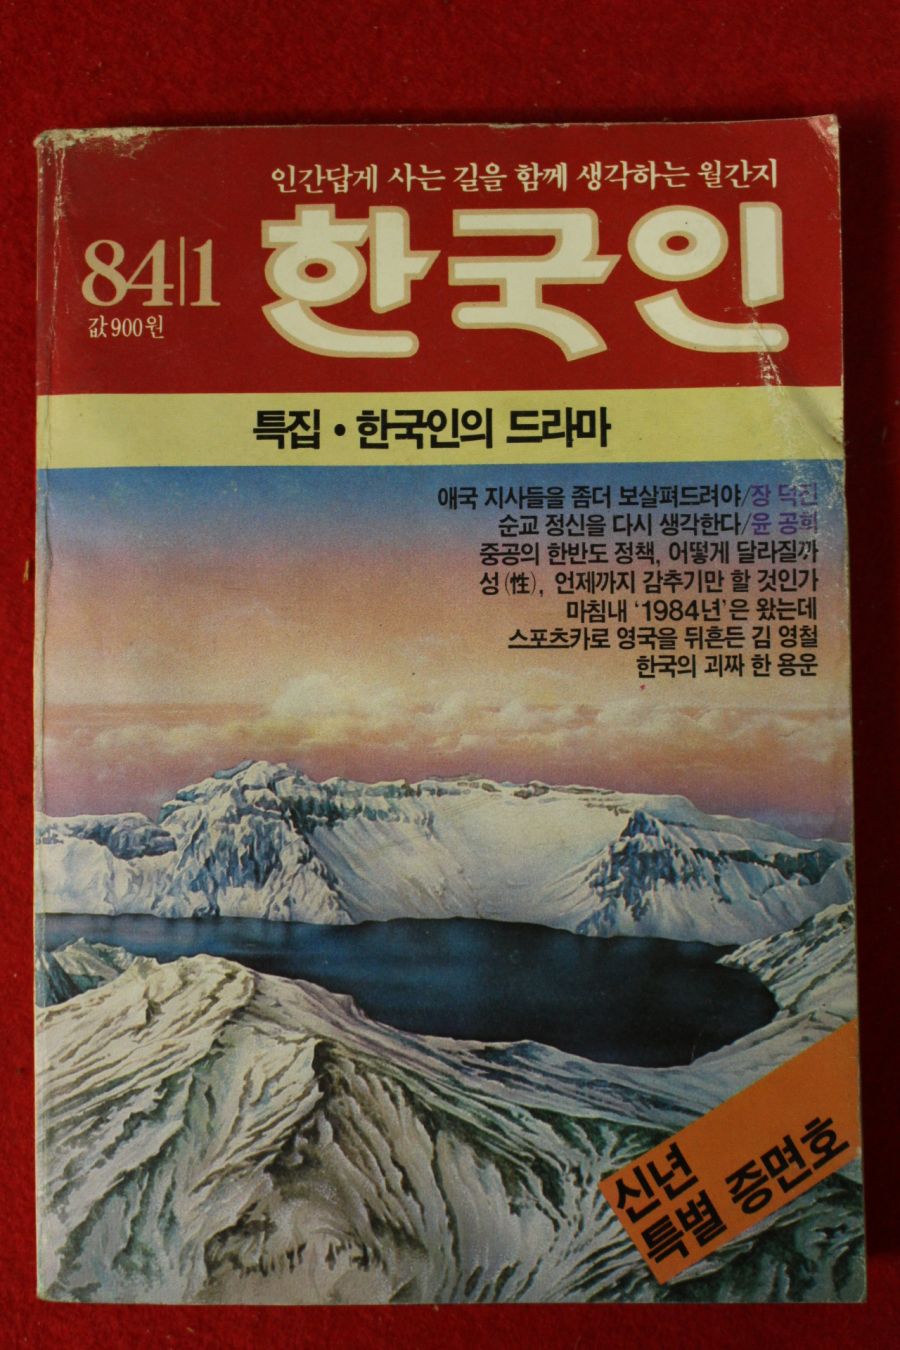 인간답게 사는 길을 함께 생각하는 월간지
84|1
값900원
한국인
특집·한국인의 드라마
애국 지사들을 좀더 보살펴드려야/장 덕진
순교 정신을 다시 생각한다/윤 공희
중공의 한반도 정책, 어떻게 달라질까
성(性), 언제까지 감추기만 할 것인가
마침내 '1984년'은 왔는데
스포츠카로 영국을 뒤흔든 김 영철
한국의 괴짜 한 용운
신년
특별 증면호